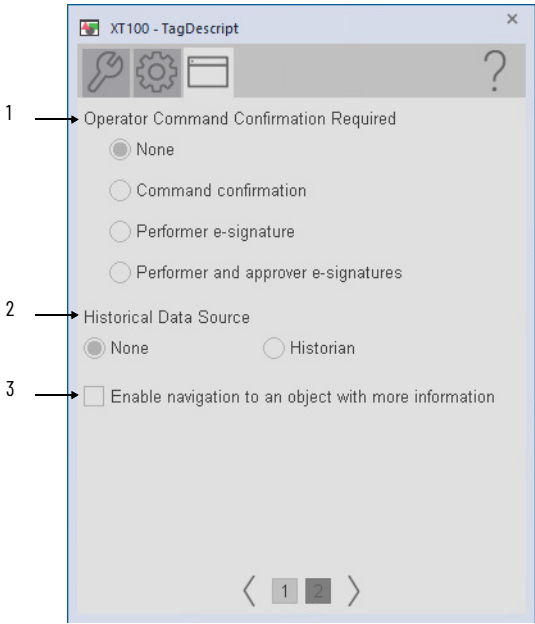 XT100 - TagDescript
×
?
1
Operator Command Confirmation Required
None
Command confirmation
Performer e-signature
Performer and approver e-signatures
2
Historical Data Source
None Historian
3
Enable navigation to an object with more information
1 2